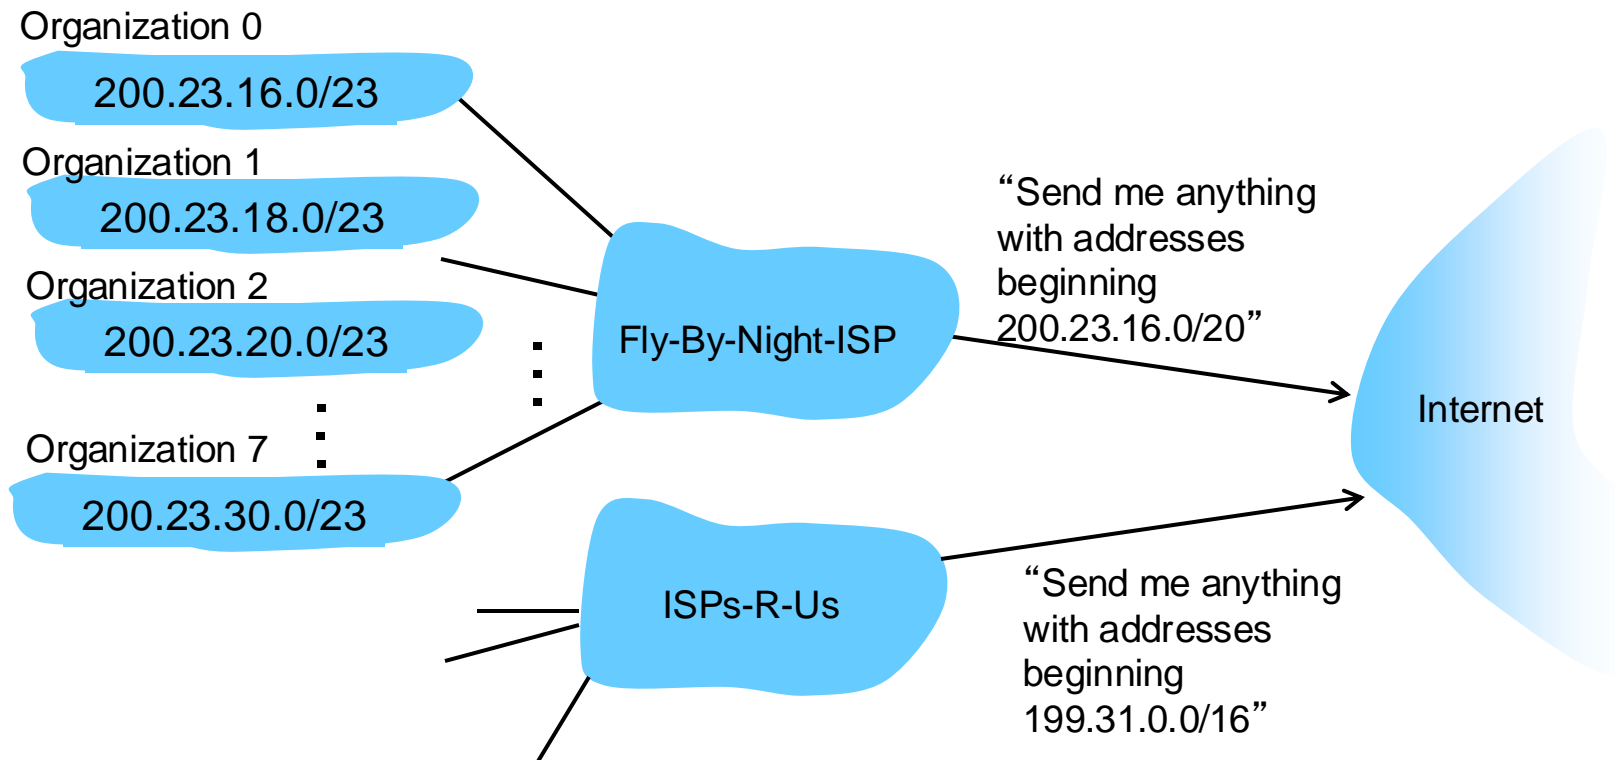 Organization 0
200.23.16.0/23
Organization 1
200.23.18.0/23
Organization 2
200.23.20.0/23
Organization 7
200.23.30.0/23
Fly-By-Night-ISP
“Send me anything
with addresses
beginning
200.23.16.0/20”
Internet
ISPs-R-Us
“Send me anything
with addresses
beginning
199.31.0.0/16”